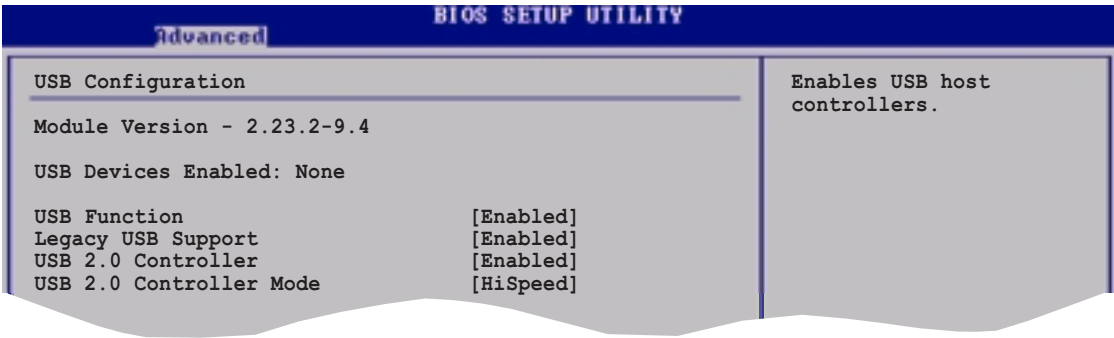 BIOS SETUP UTILITY
Advanced
USB Configuration
Module Version - 2.23.2-9.4
USB Devices Enabled: None
USB Function [Enabled]
Legacy USB Support [Enabled]
USB 2.0 Controller [Enabled]
USB 2.0 Controller Mode [HiSpeed]
Enables USB host
controllers.